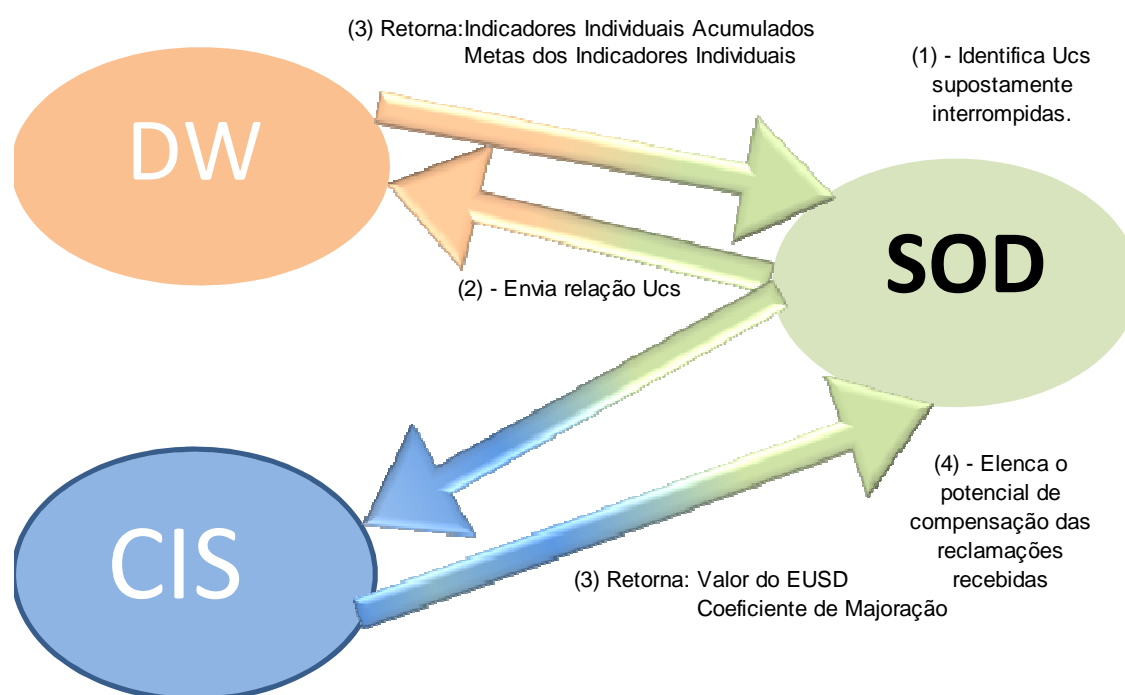 (3) Retorna:Indicadores Individuais Acumulados
Metas dos Indicadores Individuais
(1) - Identifica Ucs
supostamente
interrompidas.
DW
SOD
(2) - Envia relação Ucs
(4) - Elenca o
potencial de
compensação das
reclamações
recebidas
CIS
(3) Retorna: Valor do EUSD
Coeficiente de Majoração